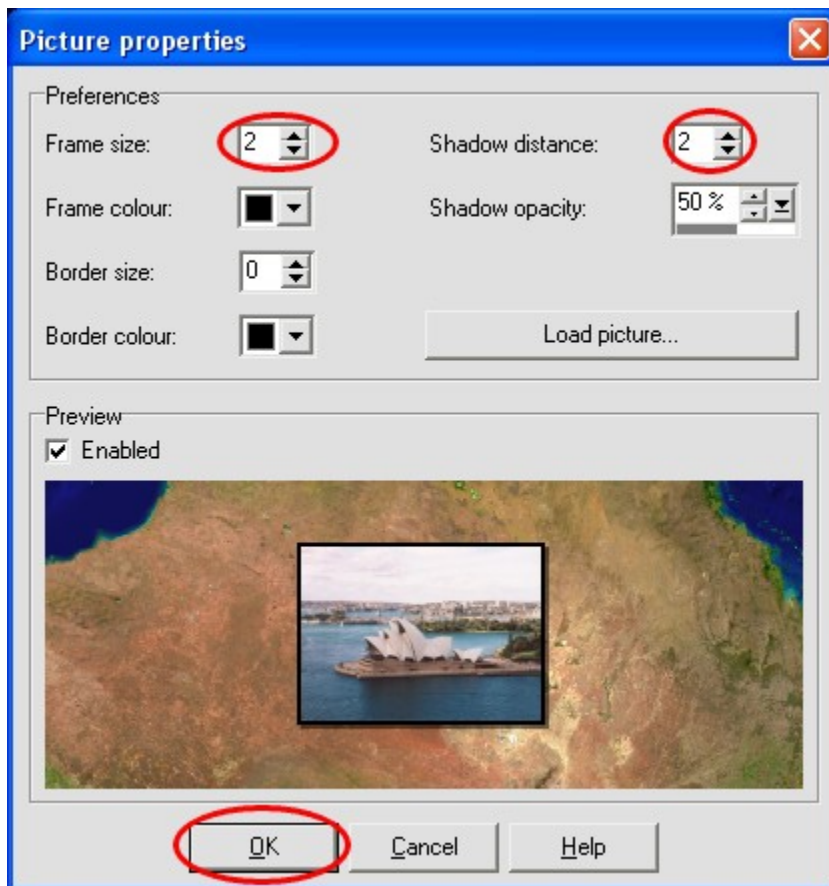 Picture properties
Preferences
Frame size: 2
Shadow distance: 2
Frame colour:
Shadow opacity: 50 %
Border size: 0
Border colour:
Load picture...
Preview
Enabled
OK
Cancel
Help